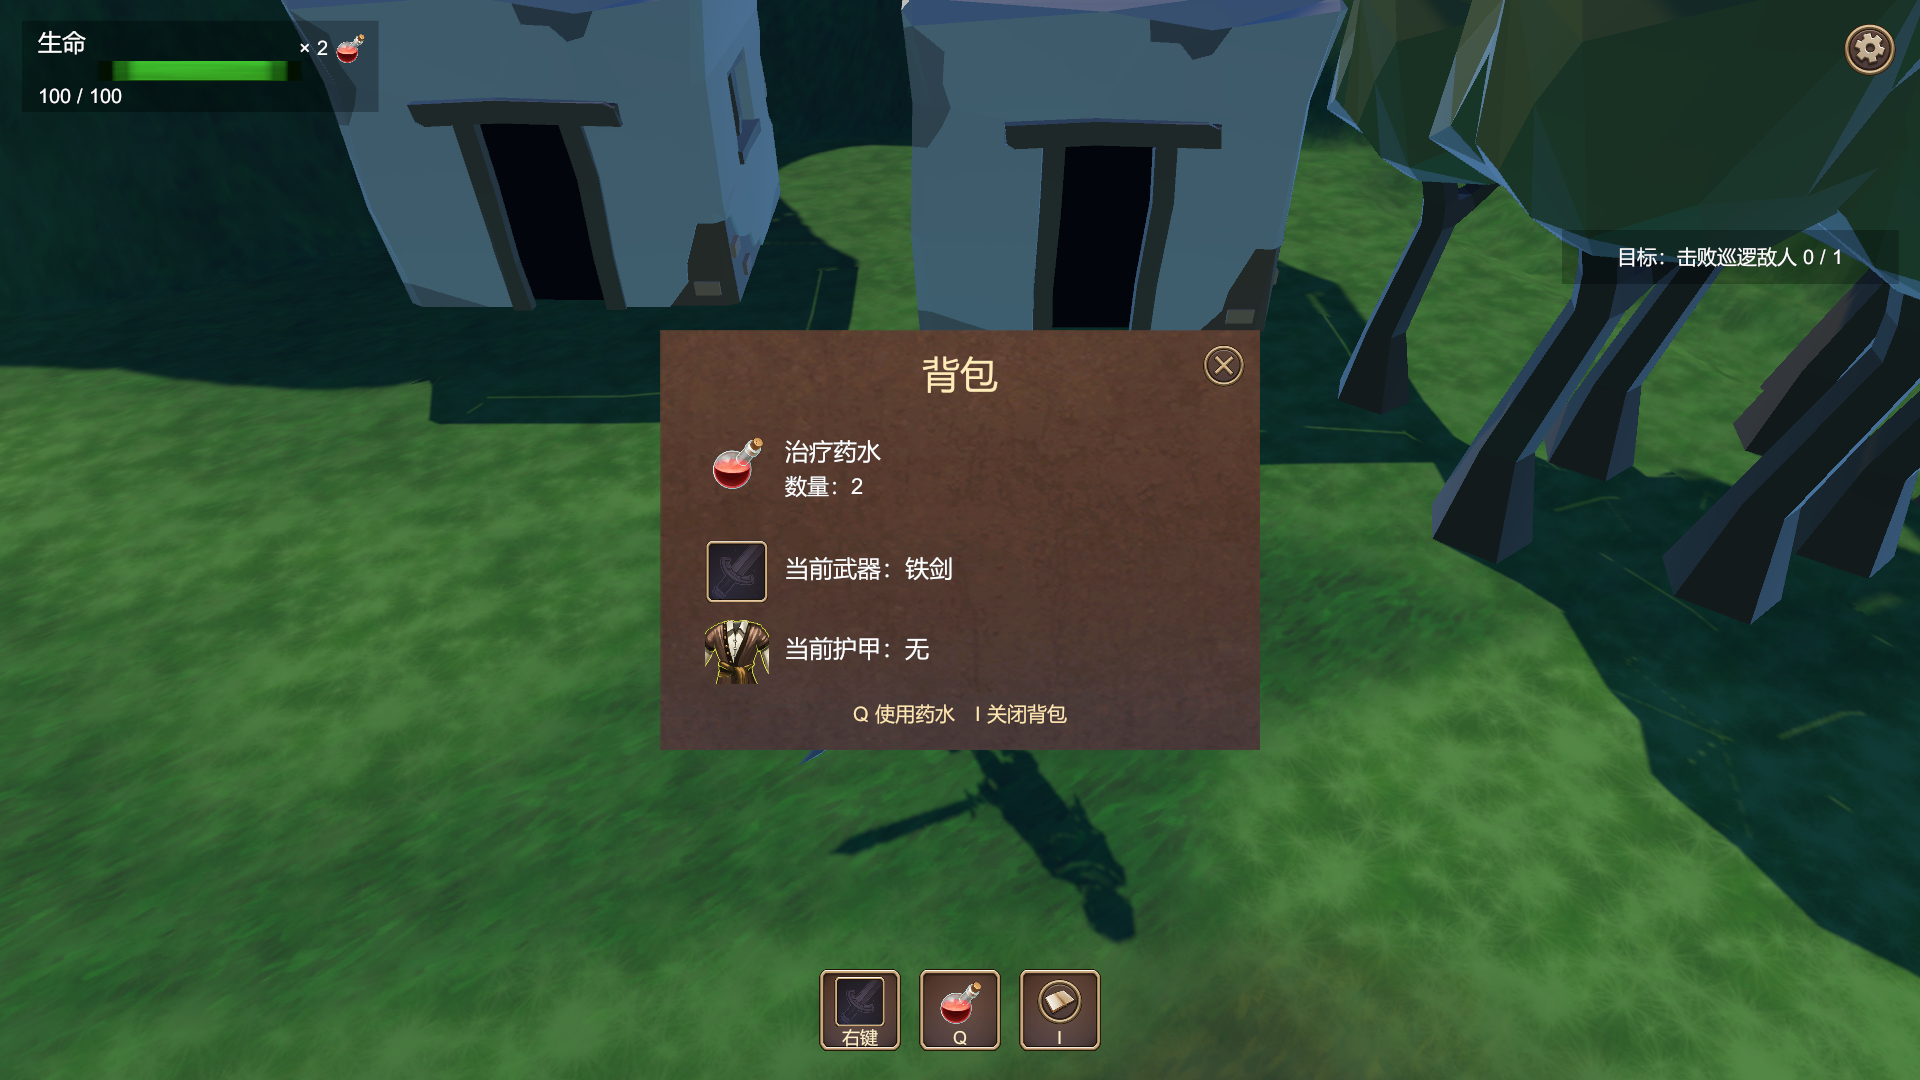 生命
× 2
100 / 100
目标：击败巡逻敌人 0 / 1
背包
治疗药水
数量：2
当前武器：铁剑
当前护甲：无
Q 使用药水 I 关闭背包
右键
Q
I